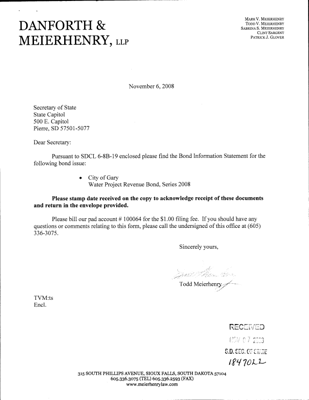 DANFORTH &
MEIERHENRY, LLP
MARK V. MEIERHENRY
TODD V. MEIERHENRY
SABRINA S. MEIERHENRY
CLINT SARGENT
PATRICK J. GLOVER
November 6, 2008
Secretary of State
State Capitol
500 E. Capitol
Pierre, SD 57501-5077
Dear Secretary:
Pursuant to SDCL 6-8B-19 enclosed please find the Bond Information Statement for the
following bond issue:
• City of Gary
Water Project Revenue Bond, Series 2008
Please stamp date received on the copy to acknowledge receipt of these documents
and return in the envelope provided.
Please bill our pad account # 100064 for the $1.00 filing fee. If you should have any
questions or comments relating to this form, please call the undersigned of this office at (605)
336-3075.
Sincerely yours,
Todd Meierhenry
TVM:ts
Encl.
RECEIVED
S.D. SEC. OF STATE
1847022
315 SOUTH PHILLIPS AVENUE, SIOUX FALLS, SOUTH DAKOTA 57104
605.336.3075 (TEL) 605.336.2593 (FAX)
www.meierhenrylaw.com